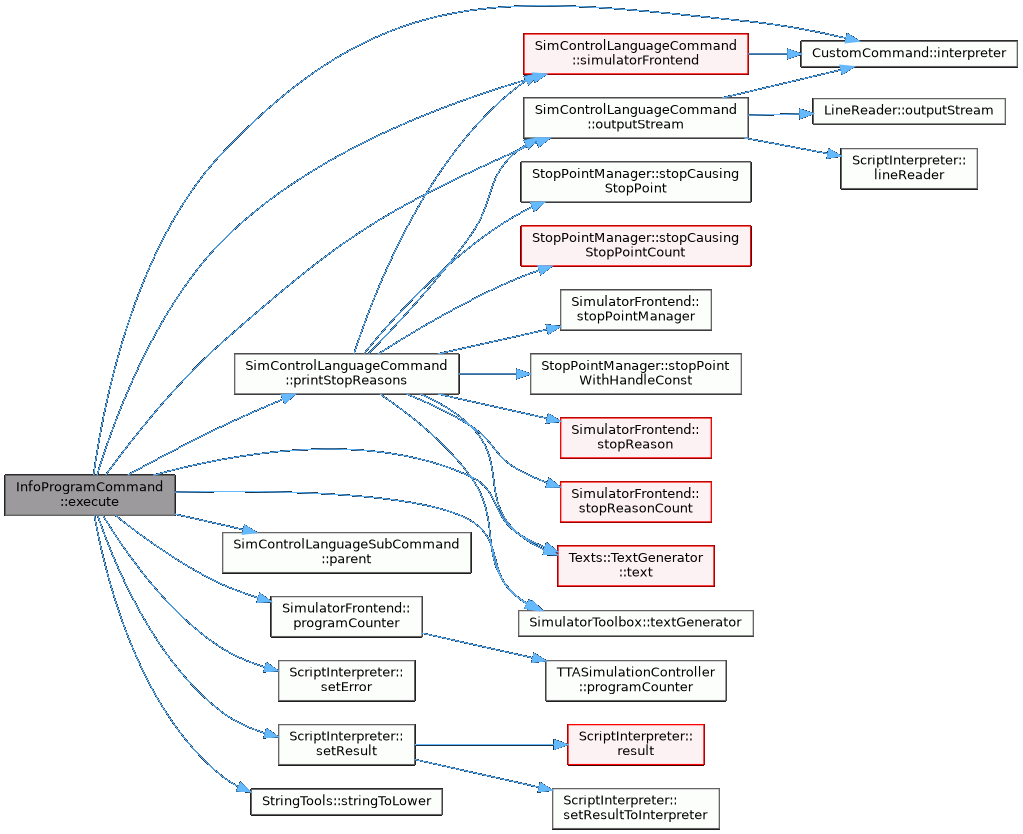 SimControlLanguageCommand
::simulatorFrontend
CustomCommand::interpreter
SimControlLanguageCommand
::outputStream
LineReader::outputStream
ScriptInterpreter::
lineReader
StopPointManager::stopCausing
StopPoint
StopPointManager::stopCausing
StopPointCount
SimulatorFrontend::
stopPointManager
SimControlLanguageCommand
::printStopReasons
StopPointManager::stopPoint
WithHandleConst
SimulatorFrontend::
stopReason
InfoProgramCommand
::execute
SimulatorFrontend::
stopReasonCount
SimControlLanguageSubCommand
::parent
Texts::TextGenerator
::text
SimulatorFrontend::
programCounter
SimulatorToolbox::textGenerator
ScriptInterpreter::
setError
TTASimulationController
::programCounter
ScriptInterpreter::
setResult
ScriptInterpreter::
result
StringTools::stringToLower
ScriptInterpreter::
setResultToInterpreter